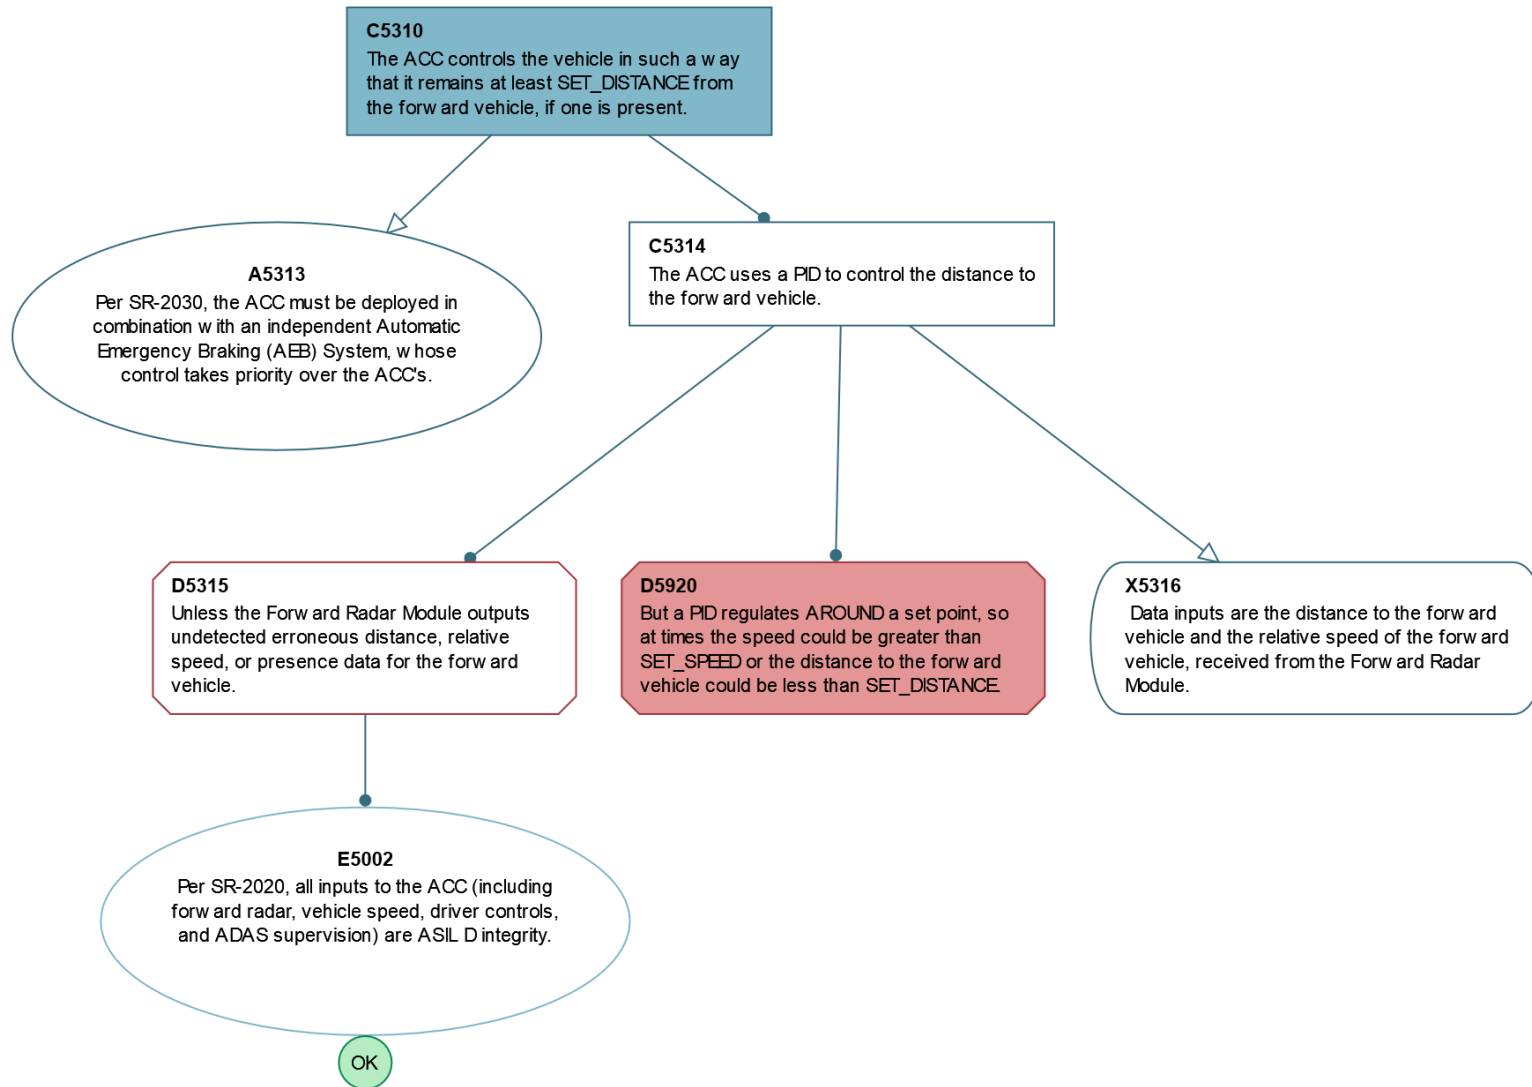 C5310
The ACC controls the vehicle in such a way
that it remains at least SET_DISTANCE from
the forward vehicle, if one is present.
A5313
Per SR-2030, the ACC must be deployed in
combination with an independent Automatic
Emergency Braking (AEB) System, whose
control takes priority over the ACC's.
C5314
The ACC uses a PID to control the distance to
the forward vehicle.
D5315
Unless the Forward Radar Module outputs
undetected erroneous distance, relative
speed, or presence data for the forward
vehicle.
D5920
But a PID regulates AROUND a set point, so
at times the speed could be greater than
SET_SPEED or the distance to the forward
vehicle could be less than SET_DISTANCE.
X5316
Data inputs are the distance to the forward
vehicle and the relative speed of the forward
vehicle, received from the Forward Radar
Module.
E5002
Per SR-2020, all inputs to the ACC (including
forward radar, vehicle speed, driver controls,
and ADAS supervision) are ASIL D integrity.
OK